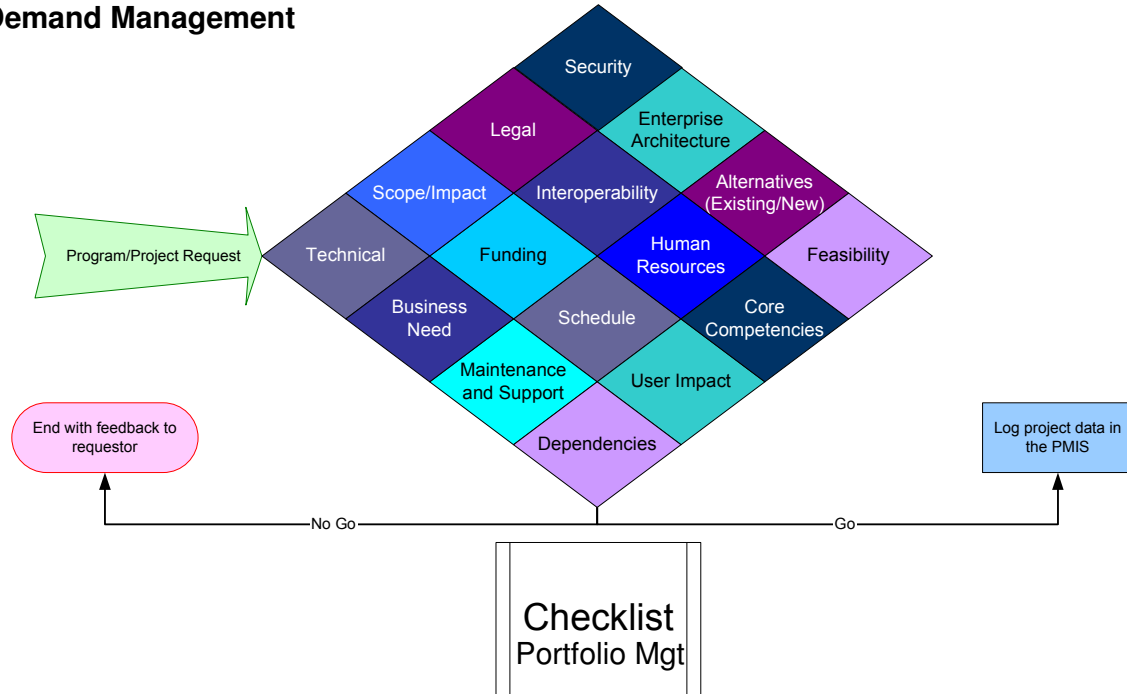 Demand Management
Security
Legal
Enterprise
Architecture
Scope/Impact
Interoperability
Alternatives
(Existing/New)
Program/Project Request
Technical
Funding
Human
Resources
Feasibility
Business
Need
Schedule
Core
Competencies
Maintenance
and Support
User Impact
Dependencies
End with feedback to
requestor
Log project data in
the PMIS
No Go
Go
Checklist
Portfolio Mgt